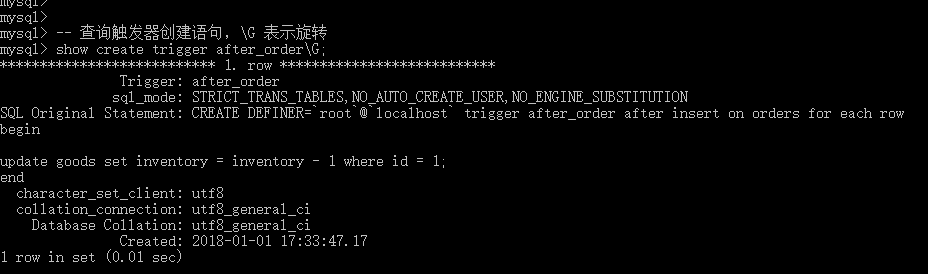 mysql>
mysql>
mysql> -- 查询触发器创建语句，\G 表示旋转
mysql> show create trigger after_order\G;
*************************** 1. row ***************************
Trigger: after_order
sql_mode: STRICT_TRANS_TABLES,NO_AUTO_CREATE_USER,NO_ENGINE_SUBSTITUTION
SQL Original Statement: CREATE DEFINER=`root`@`localhost` trigger after_order after insert on orders for each row
begin
update goods set inventory = inventory - 1 where id = 1;
end
character_set_client: utf8
collation_connection: utf8_general_ci
Database Collation: utf8_general_ci
Created: 2018-01-01 17:33:47.17
1 row in set (0.01 sec)